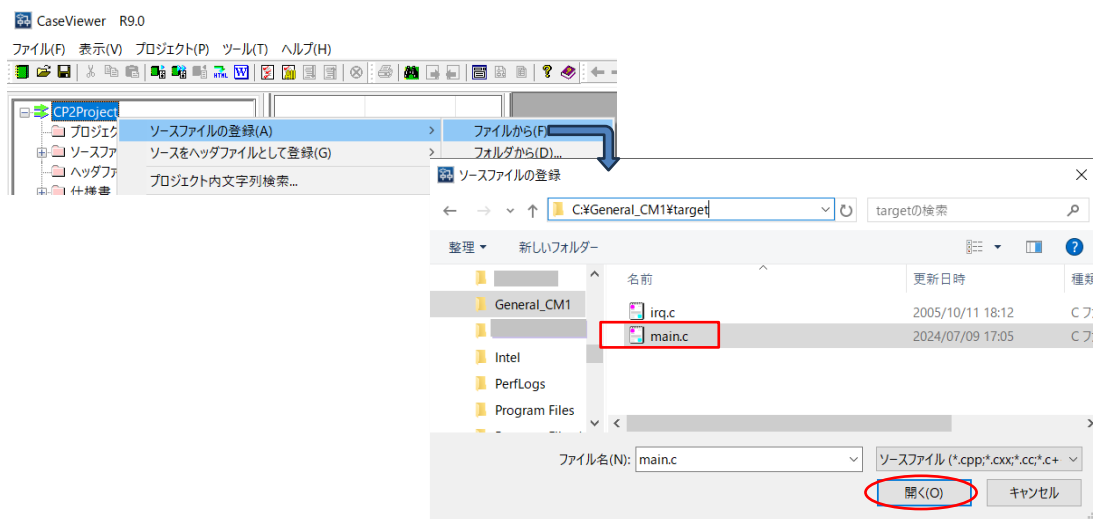 CaseViewer R9.0
ファイル(F) 表示(V) プロジェクト(P) ツール(T) ヘルプ(H)
CP2Project
プロジェク
ソースファ
ヘッダファ
仕様書
ソースファイルの登録(A)
ソースをヘッダファイルとして登録(G)
プロジェクト内文字列検索...
ファイルから(F)
フォルダから(D)...
ソースファイルの登録
C:¥General_CM1¥target
targetの検索
整理 新しいフォルダー
General_CM1
Intel
PerfLogs
Program Files
名前 更新日時 種類
irq.c 2005/10/11 18:12 C フ
main.c 2024/07/09 17:05 C フ
ファイル名(N): main.c
ソースファイル (*.cpp;*.cxx;*.cc;*.c+
開く(O) キャンセル